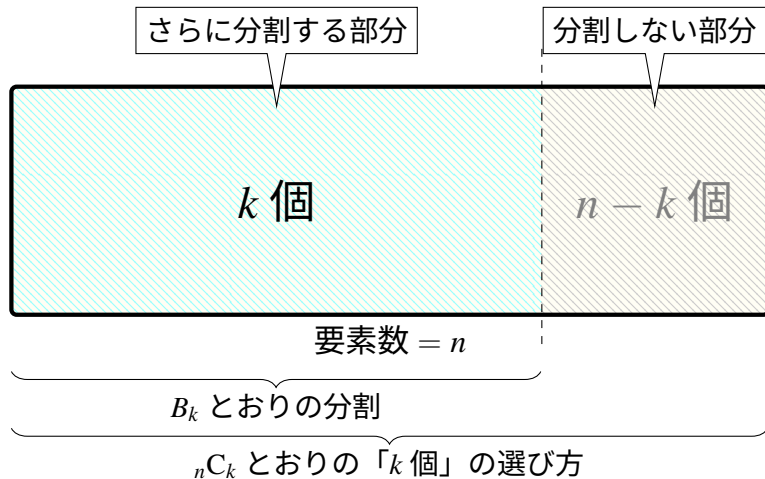 さらに分割する部分
分割しない部分
k 個
n − k 個
要素数 = n
B_k とおりの分割
_nC_k とおりの「k 個」の選び方